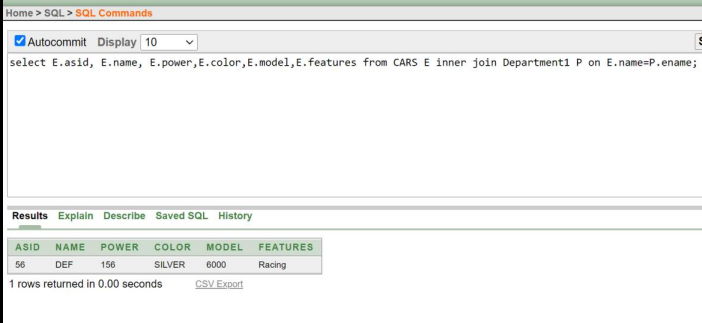 Home > SQL > SQL Commands
Autocommit Display 10
select E.asid, E.name, E.power,E.color,E.model,E.features from CARS E inner join Department1 P on E.name=P.ename;
Results Explain Describe Saved SQL History
ASID NAME POWER COLOR MODEL FEATURES
56 DEF 156 SILVER 6000 Racing
1 rows returned in 0.00 seconds CSV Export